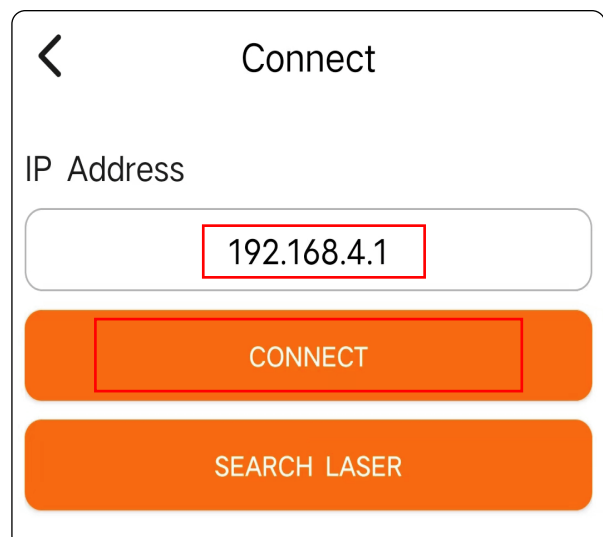 Connect
IP Address
192.168.4.1
CONNECT
SEARCH LASER